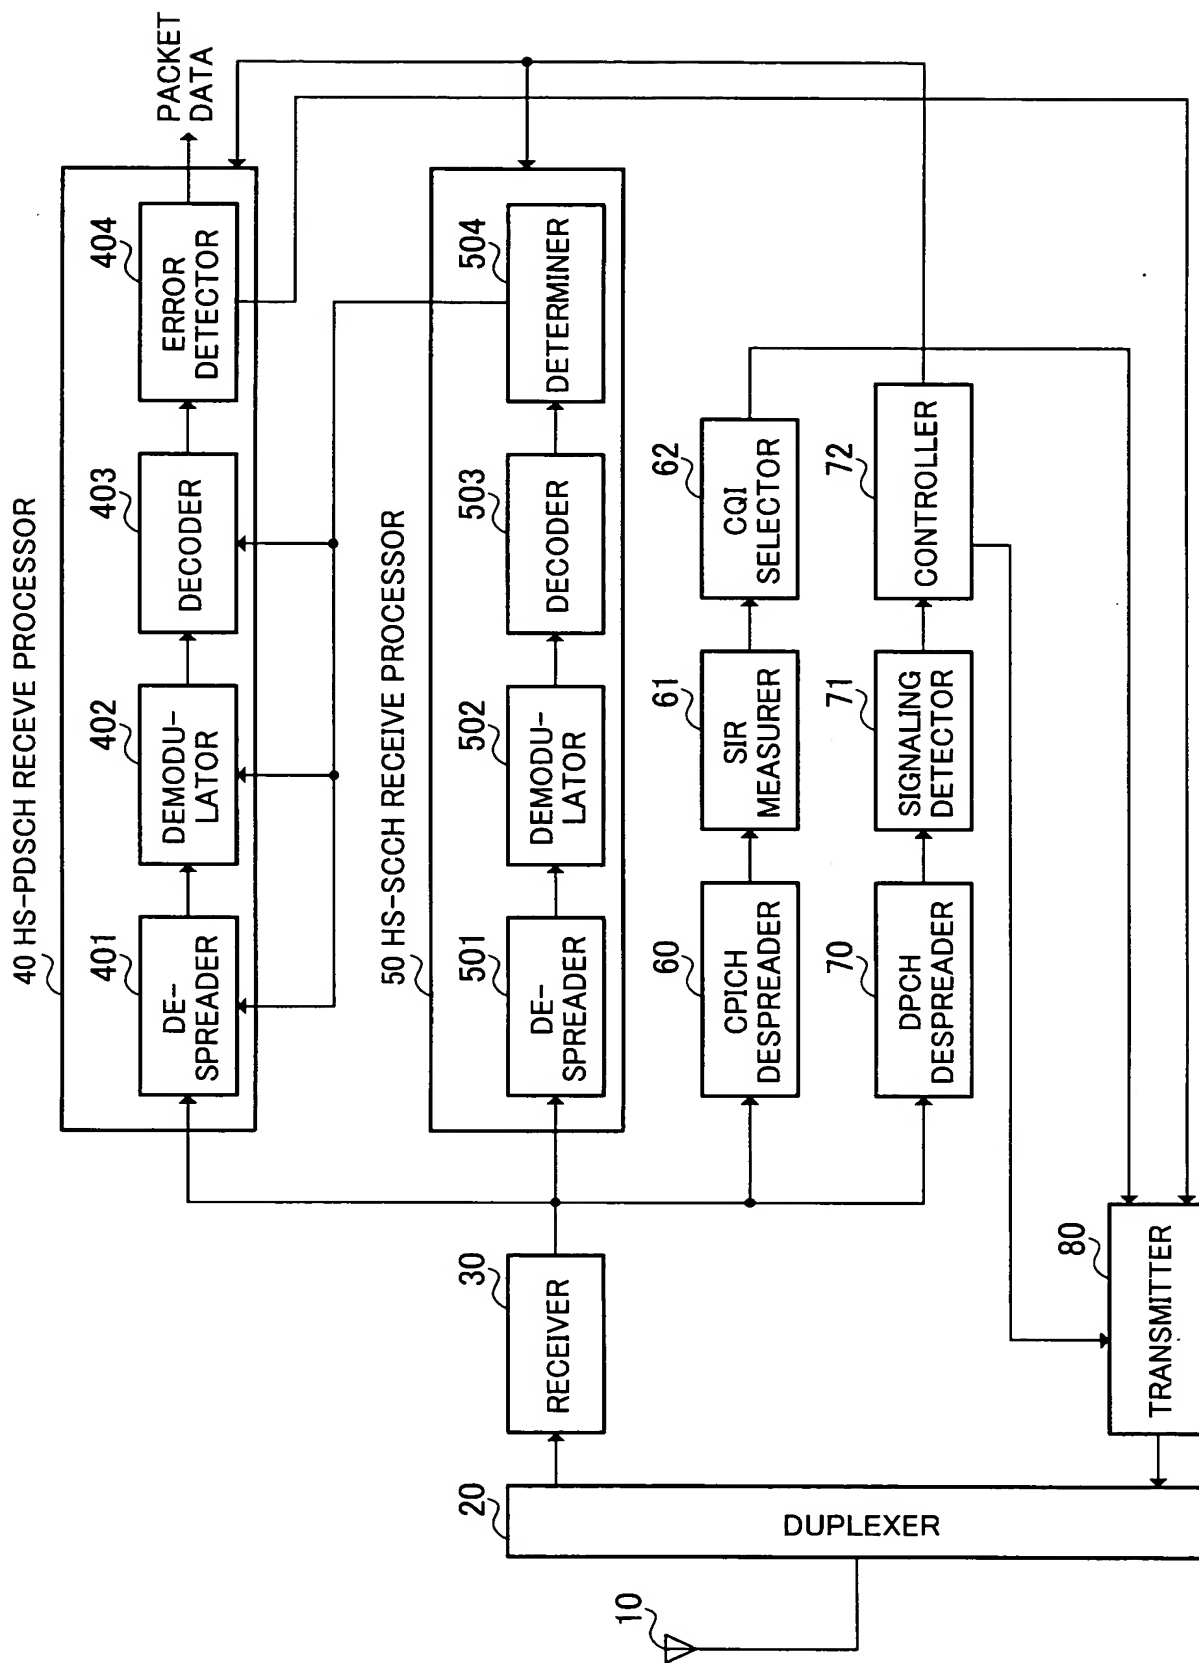 40 HS-PDSCH RECEVE PROCESSOR
401
DE-
SPREADER
402
DEMODU-
LATOR
403
DECODER
404
ERROR
DETECTOR
PACKET
DATA
50 HS-SCCH RECEIVE PROCESSOR
501
DE-
SPREADER
502
DEMODU-
LATOR
503
DECODER
504
DETERMINER
60
CPICH
DESPREADER
61
SIR
MEASURER
62
CQI
SELECTOR
70
DPCH
DESPREADER
71
SIGNALING
DETECTOR
72
CONTROLLER
30
RECEIVER
80
TRANSMITTER
20
DUPLEXER
10